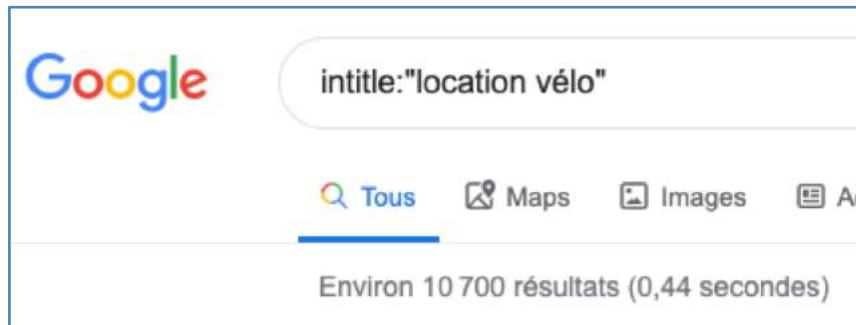 Google
intitle:"location vélo"
Tous Maps Images
Environ 10 700 résultats (0,44 secondes)